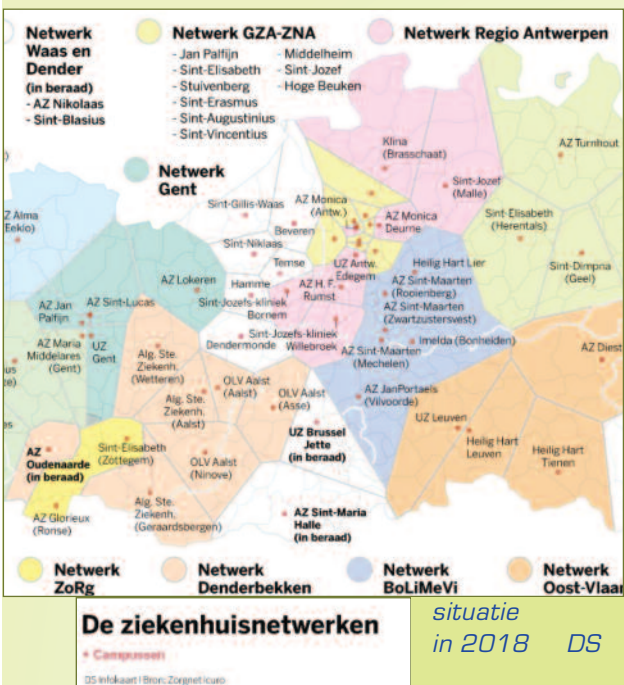 Netwerk
Waas en
Dender
(in beraad)
- AZ Nikolaas
- Sint-Blasius
Netwerk GZA-ZNA
- Jan Palfijn
- Sint-Elisabeth
- Stuivenberg
- Sint-Erasmus
- Sint-Augustinius
- Sint-Vincentius
- Middelheim
- Sint-Jozef
- Hoge Beuken
Netwerk Regio Antwerpen
Netwerk
Gent
Klina
(Brasschaat)
AZ Turnhout
Sint-Jozef
(Malle)
Sint-Gillis-Waas
AZ Monica
(Antw.)
AZ Monica
Deurne
Sint-Elisabeth
(Herentals)
Z Alma
Eeklo)
Beveren
Sint-Niklaas
Temse
UZ Antw.
Edegem
Heilig Hart Lier
Sint-Dimpna
(Geel)
AZ Lokeren
Hamme
AZ H. F.
Rumst
AZ Sint-Maarten
(Rooienberg)
Sint-Jozefs-kliniek
Bornem
AZ Sint-Maarten
(Zwartzustersvest)
AZ Jan
Palfijn
AZ Sint-Lucas
AZ Maria
Middelares
(Gent)
UZ
Gent
Dendermonde
Sint-Jozefs-kliniek
Willebroek
Imelda (Bonheiden)
AZ Sint-Maarten
(Mechelen)
AZ Diest
Alg. Ste.
Ziekenh.
(Wetteren)
OLV Aalst
(Aalst)
OLV Aalst
(Asse)
AZ JanPortaels
(Vilvoorde)
Alg. Ste.
Ziekenh.
(Aalst)
UZ Brussel
Jette
(in beraad)
UZ Leuven
Heilig Hart
Leuven
Heilig Hart
Tienen
AZ
Oudenaarde
(in beraad)
Sint-Elisabeth
(Zottegem)
OLV Aalst
(Ninove)
AZ Glorieux
(Ronse)
Alg. Ste.
Ziekenh.
(Geraardsbergen)
AZ Sint-Maria
Halle
(in beraad)
Netwerk
ZoRg
Netwerk
Denderbekken
Netwerk
BoLiMeVi
Netwerk
Oost-Vlaar
De ziekenhuisnetwerken
Campussen
DS Infokaart | Bron: Zorgnet-Icuro
situatie
in 2018 DS